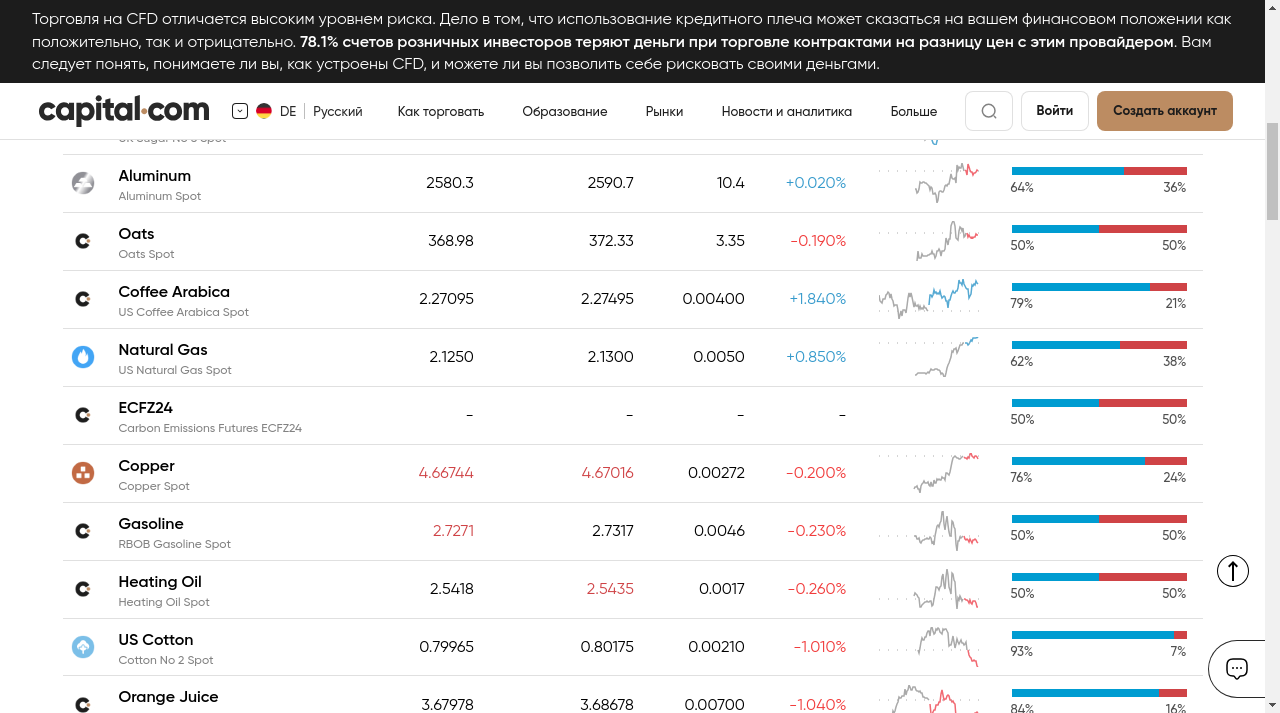 Торговля на CFD отличается высоким уровнем риска. Дело в том, что использование кредитного плеча может сказаться на вашем финансовом положении как
положительно, так и отрицательно. 78.1% счетов розничных инвесторов теряют деньги при торговле контрактами на разницу цен с этим провайдером. Вам
следует понять, понимаете ли вы, как устроены CFD, и можете ли вы позволить себе рисковать своими деньгами.
capital.com DE Русский Как торговать Образование Рынки Новости и аналитика Больше Войти Создать аккаунт
UK Sugar No 5 Spot
Aluminum 2580.3 2590.7 10.4 +0.020% 64% 36%
Aluminum Spot
Oats 368.98 372.33 3.35 -0.190% 50% 50%
Oats Spot
Coffee Arabica 2.27095 2.27495 0.00400 +1.840% 79% 21%
US Coffee Arabica Spot
Natural Gas 2.1250 2.1300 0.0050 +0.850% 62% 38%
US Natural Gas Spot
ECFZ24 - - - - 50% 50%
Carbon Emissions Futures ECFZ24
Copper 4.66744 4.67016 0.00272 -0.200% 76% 24%
Copper Spot
Gasoline 2.7271 2.7317 0.0046 -0.230% 50% 50%
RBOB Gasoline Spot
Heating Oil 2.5418 2.5435 0.0017 -0.260% 50% 50%
Heating Oil Spot
US Cotton 0.79965 0.80175 0.00210 -1.010% 93% 7%
Cotton No 2 Spot
Orange Juice 3.67978 3.68678 0.00700 -1.040% 84% 16%